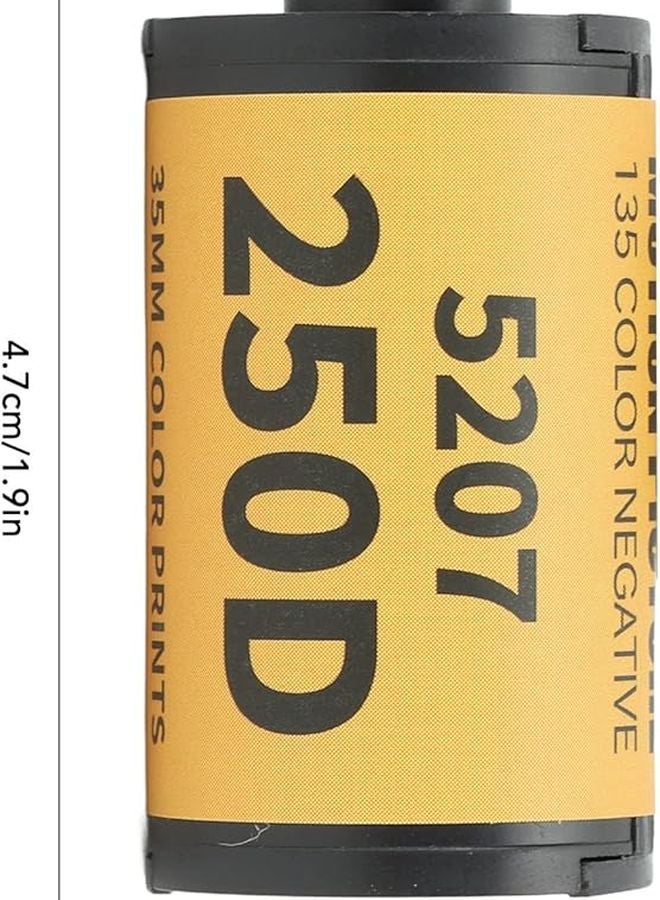 4.7cm/1.9in
135 COLOR NEGATIVE
5207
250D
35MM COLOR PRINTS